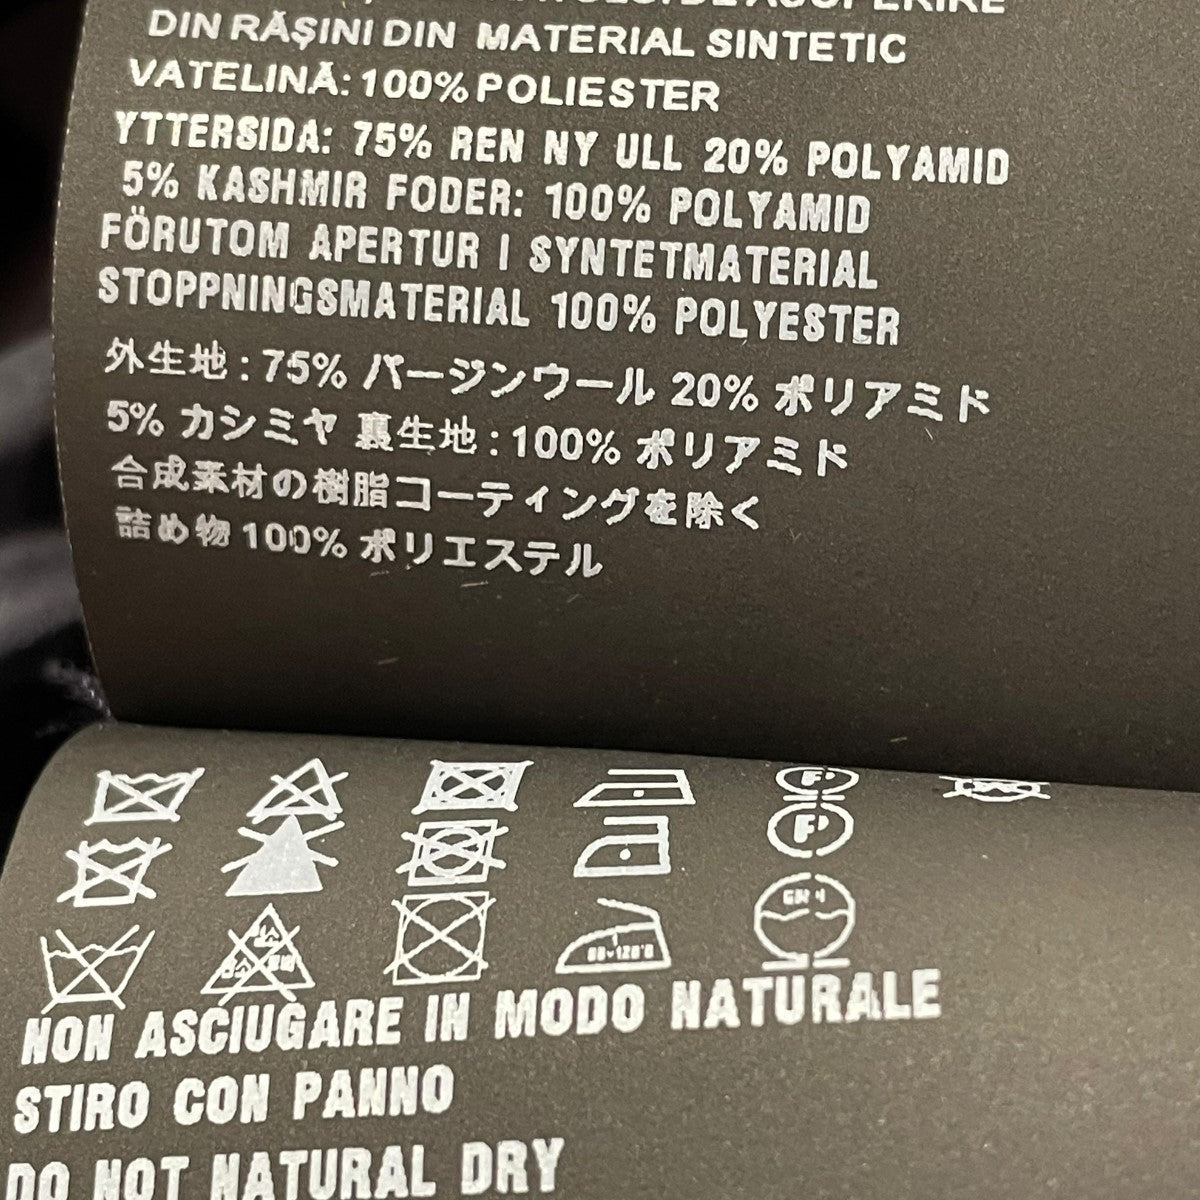 DE ACOPERIRE
DIN RĂȘINI DIN MATERIAL SINTETIC
VATELINĂ: 100% POLIESTER
YTTERSIDA: 75% REN NY ULL 20% POLYAMID
5% KASHMIR FODER: 100% POLYAMID
FÖRUTOM APERTUR I SYNTETMATERIAL
STOPPNINGSMATERIAL 100% POLYESTER
外生地:75% バージンウール 20% ポリアミド
5% カシミヤ 裏生地:100% ポリアミド
合成素材の樹脂コーティングを除く
詰め物100% ポリエステル
NON ASCIUGARE IN MODO NATURALE
STIRO CON PANNO
DO NOT NATURAL DRY